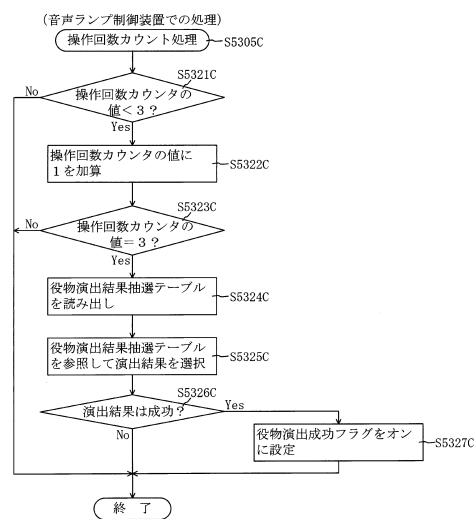 (音声ランプ制御装置での処理)
操作回数カウント処理
S5305C
S5321C
No
操作回数カウンタの
値<3?
Yes
操作回数カウンタの値に
1を加算
S5322C
S5323C
No
操作回数カウンタの
値=3?
Yes
役物演出結果抽選テーブル
を読み出し
S5324C
役物演出結果抽選テーブル
を参照して演出結果を選択
S5325C
S5326C
演出結果は成功?
Yes
No
役物演出成功フラグをオン
に設定
S5327C
終 了